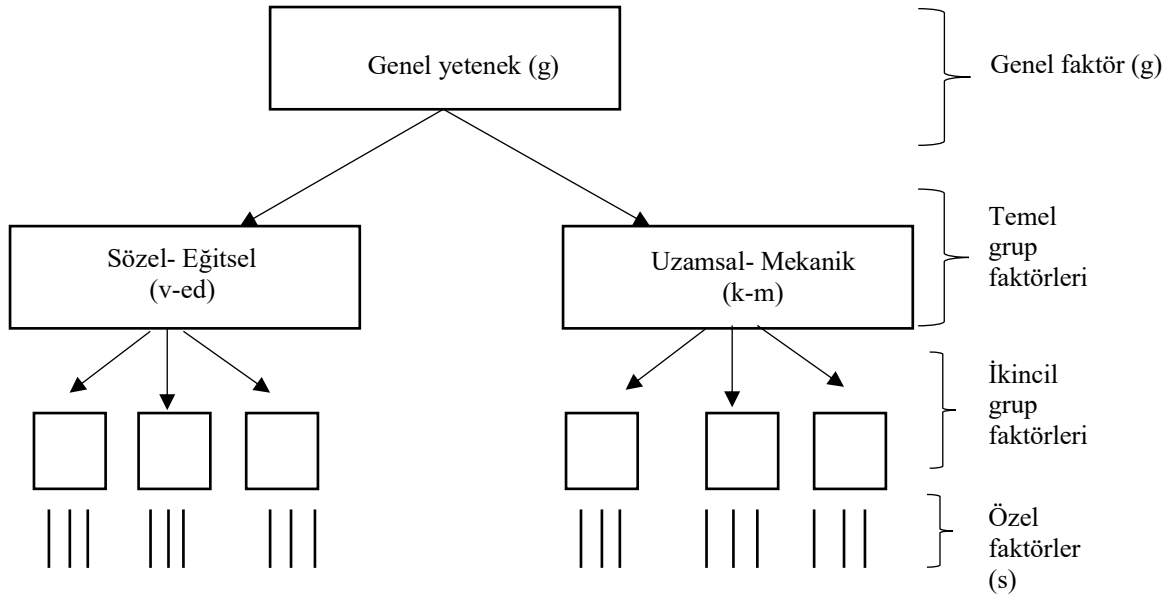 Genel yetenek (g)
Genel faktör (g)
Sözel- Eğitsel
(v-ed)
Uzamsal- Mekanik
(k-m)
Temel
grup
faktörleri
İkincil
grup
faktörleri
Özel
faktörler
(s)